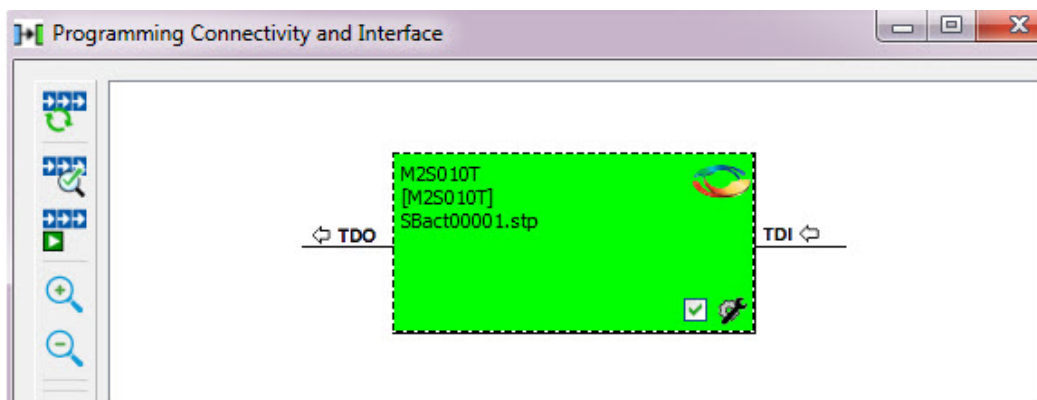 Programming Connectivity and Interface
M2S010T
[M2S010T]
SBact00001.stp
TDO
TDI